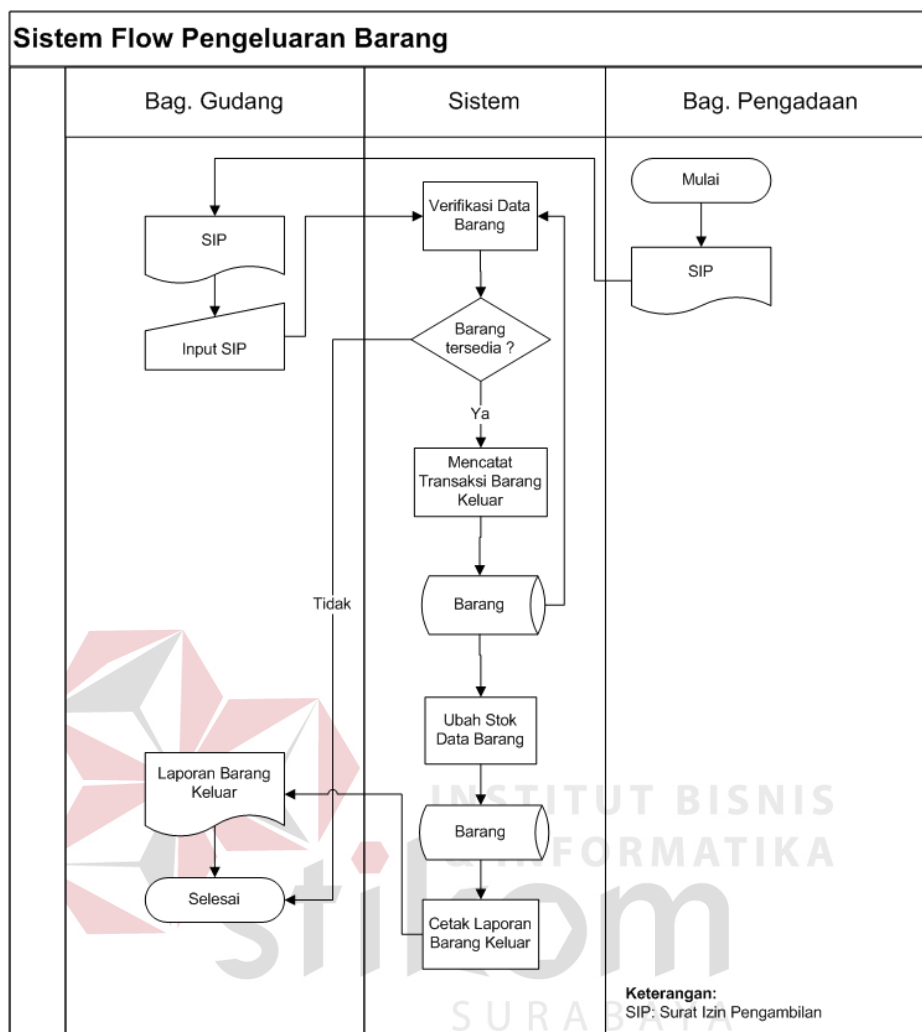 Sistem Flow Pengeluaran Barang
Bag. Gudang
Sistem
Bag. Pengadaan
Mulai
Verifikasi Data
Barang
SIP
SIP
Input SIP
Barang
tersedia ?
Ya
Mencatat
Transaksi Barang
Keluar
Tidak
Barang
Ubah Stok
Data Barang
Laporan Barang
Keluar
Barang
Selesai
Cetak Laporan
Barang Keluar
INSTITUT BISNIS
& INFORMATIKA
stikom
SURABAYA
Keterangan:
SIP: Surat Izin Pengambilan